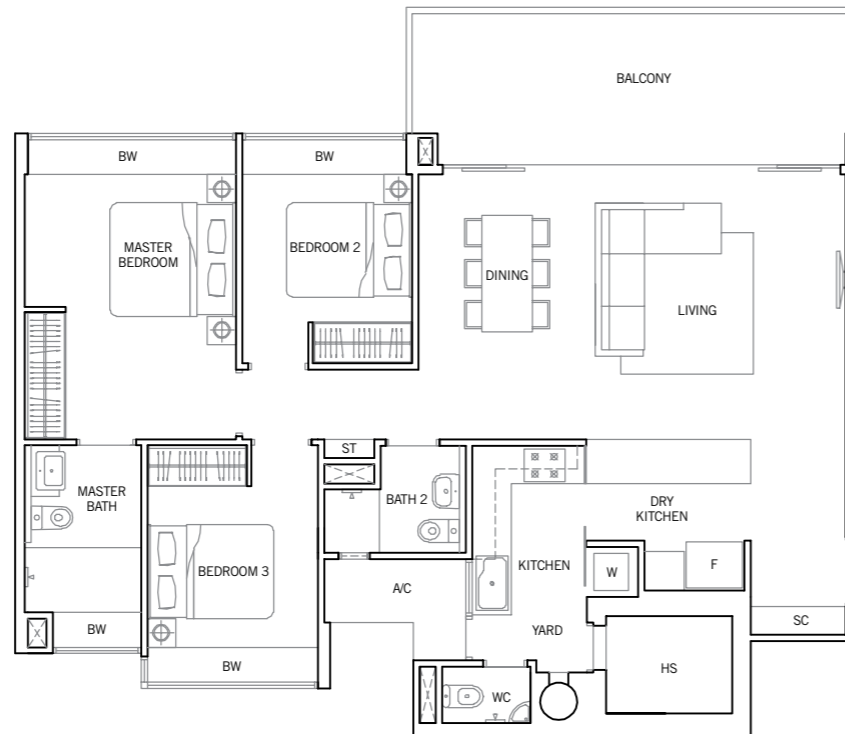 BALCONY
BW
BW
MASTER
BEDROOM
BEDROOM 2
DINING
LIVING
ST
MASTER
BATH
BATH 2
DRY
KITCHEN
BEDROOM 3
KITCHEN
W
F
A/C
YARD
SC
BW
BW
HS
WC